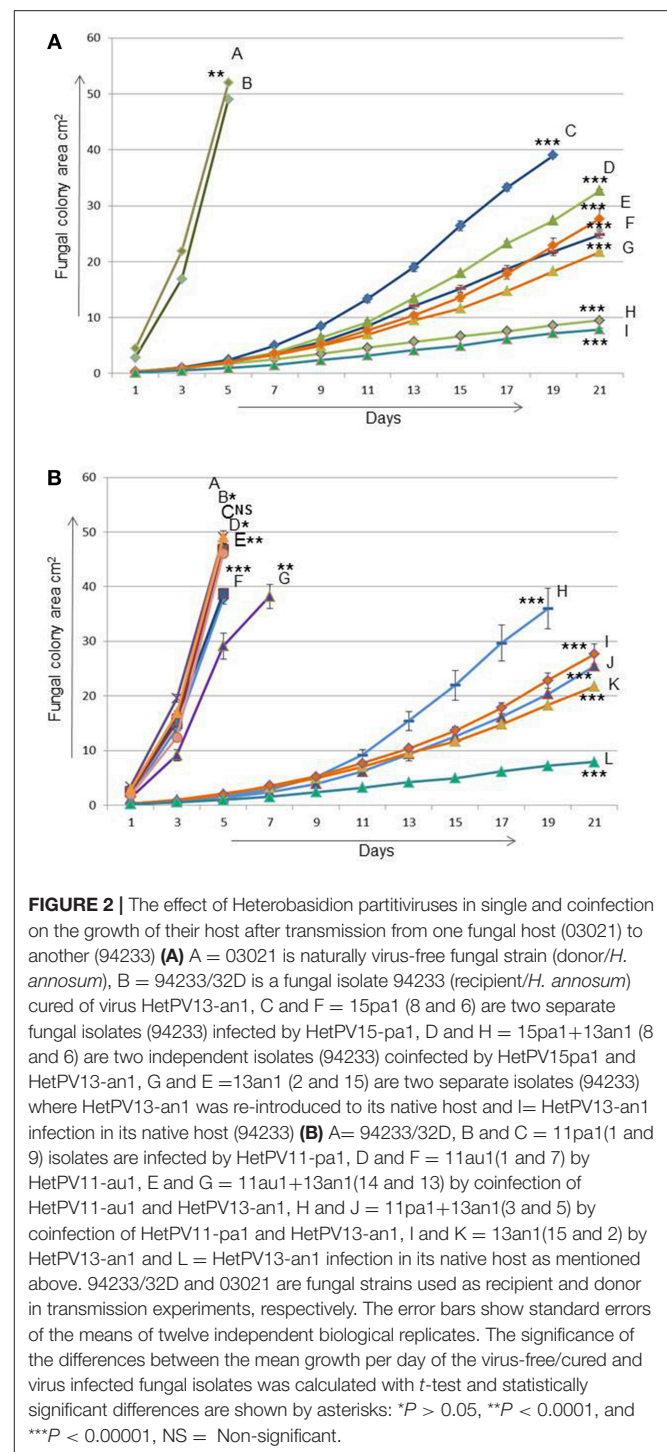 A
60
A
** B
50
*** C
40
D
***
E
***
30
F
***
G
***
20
H
***
10
I
***
0
1 3 5 7 9 11 13 15 17 19 21
Fungal colony area cm²
Days
B
60
A
B*
C NS
50
D*
E**
*** **
F G
40
*** H
30
*** I
J
***
20
K
***
10
L
***
0
1 3 5 7 9 11 13 15 17 19 21
Fungal colony area cm²
Days
FIGURE 2 | The effect of Heterobasidion partitiviruses in single and coinfection
on the growth of their host after transmission from one fungal host (03021) to
another (94233) (A) A = 03021 is naturally virus-free fungal strain (donor/H.
annosum), B = 94233/32D is a fungal isolate 94233 (recipient/H. annosum)
cured of virus HetPV13-an1, C and F = 15pa1 (8 and 6) are two separate
fungal isolates (94233) infected by HetPV15-pa1, D and H = 15pa1+13an1 (8
and 6) are two independent isolates (94233) coinfected by HetPV15pa1 and
HetPV13-an1, G and E =13an1 (2 and 15) are two separate isolates (94233)
where HetPV13-an1 was re-introduced to its native host and I= HetPV13-an1
infection in its native host (94233) (B) A= 94233/32D, B and C = 11pa1(1 and
9) isolates are infected by HetPV11-pa1, D and F = 11au1(1 and 7) by
HetPV11-au1, E and G = 11au1+13an1(14 and 13) by coinfection of
HetPV11-au1 and HetPV13-an1, H and J = 11pa1+13an1(3 and 5) by
coinfection of HetPV11-pa1 and HetPV13-an1, I and K = 13an1(15 and 2) by
HetPV13-an1 and L = HetPV13-an1 infection in its native host as mentioned
above. 94233/32D and 03021 are fungal strains used as recipient and donor
in transmission experiments, respectively. The error bars show standard errors
of the means of twelve independent biological replicates. The significance of
the differences between the mean growth per day of the virus-free/cured and
virus infected fungal isolates was calculated with t-test and statistically
significant differences are shown by asterisks: *P > 0.05, **P < 0.0001, and
***P < 0.00001, NS = Non-significant.